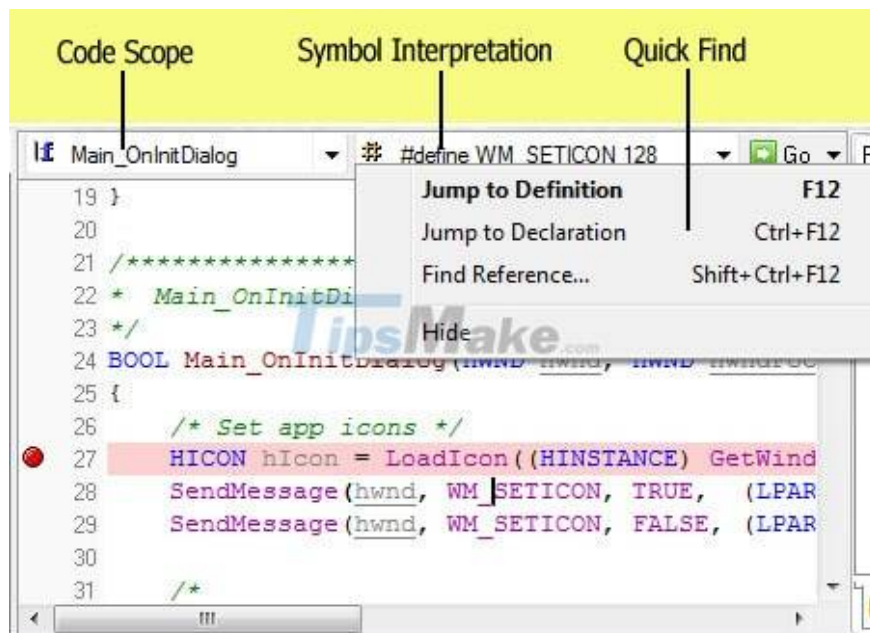 Code Scope Symbol Interpretation Quick Find
Main_OnInitDialog #define WM_SETICON 128 Go
Jump to Definition F12
Jump to Declaration Ctrl+F12
Find Reference... Shift+Ctrl+F12
Hide
19 }
20
21 /***************
22 * Main_OnInitDi
23 */
24 BOOL Main_OnInitDialog(HWND hwnd, HWND hwndFoc
25 {
26 /* Set app icons */
27 HICON hIcon = LoadIcon((HINSTANCE) GetWind
28 SendMessage(hwnd, WM_SETICON, TRUE, (LPAR
29 SendMessage(hwnd, WM_SETICON, FALSE, (LPAR
30
31 /*
TipsMake.com